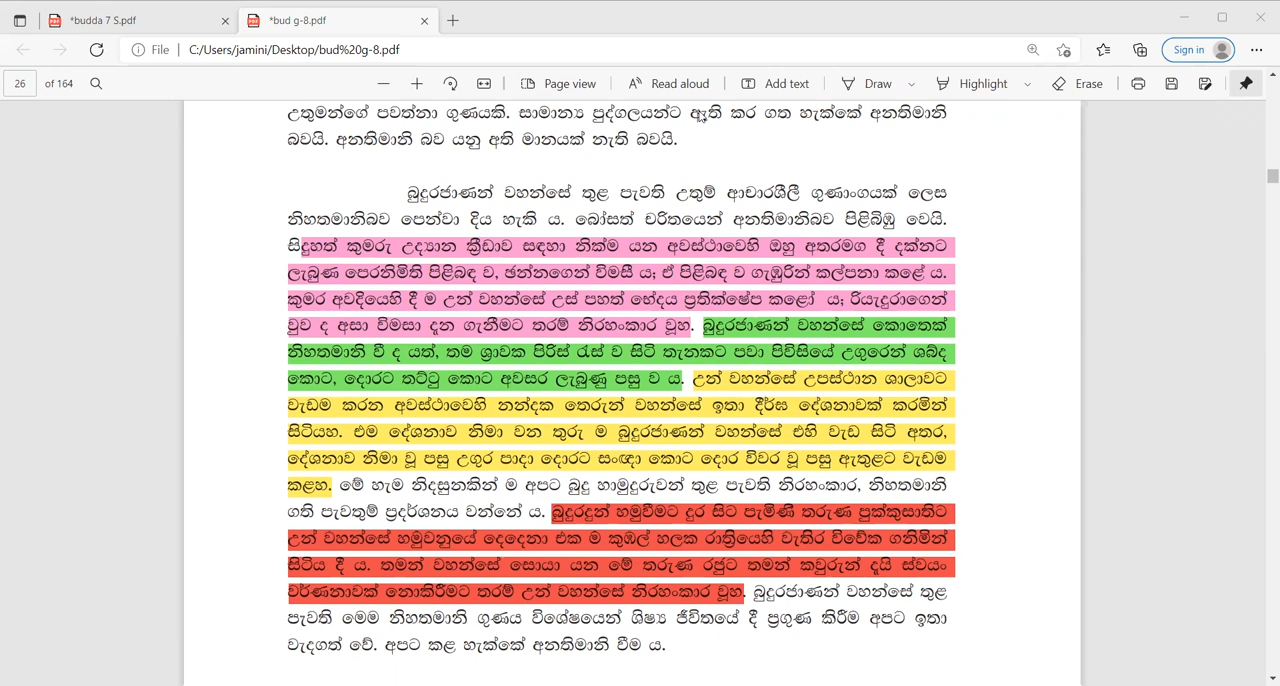 *budda 7 S.pdf
*bud g-8.pdf
File
C:/Users/jamini/Desktop/bud%20g-8.pdf
Sign in
26 of 164
Page view
Read aloud
Add text
Draw
Highlight
Erase
උතුමන්ගේ පවත්නා ගුණයකි. සාමාන්‍ය පුද්ගලයන්ට ඇති කර ගත හැක්කේ අනතිමානි
බවයි. අනතිමානි බව යනු අති මානයක් නැති බවයි.
බුදුරජාණන් වහන්සේ තුළ පැවති උතුම් ආචාරශීලී ගුණාංගයක් ලෙස
නිහතමානිබව පෙන්වා දිය හැකි ය. බෝසත් චරිතයෙන් අනතිමානිබව පිළිබිඹු වෙයි.
සිදුහත් කුමරු උද්‍යාන ක්‍රීඩාව සඳහා නික්ම යන අවස්ථාවෙහි ඔහු අතරමග දී දක්නට
ලැබුණ පෙරනිමිති පිළිබඳ ව, ඡන්නගෙන් විමසී ය; ඒ පිළිබඳ ව ගැඹුරින් කල්පනා කළේ ය.
කුමර අවදියෙහි දී ම උන් වහන්සේ උස් පහත් භේදය ප්‍රතික්ෂේප කළෝ ය; රියැදුරාගෙන්
වුව ද අසා විමසා දැන ගැනීමට තරම් නිරහංකාර වූහ. බුදුරජාණන් වහන්සේ කොතෙක්
නිහතමානි වී ද යත්, තම ශ්‍රාවක පිරිස් රැස් ව සිටි තැනකට පවා පිවිසියේ උගුරෙන් ශබ්ද
කොට, දොරට තට්ටු කොට අවසර ලැබුණු පසු ව ය. උන් වහන්සේ උපස්ථාන ශාලාවට
වැඩම කරන අවස්ථාවෙහි නන්දක තෙරුන් වහන්සේ ඉතා දීර්ඝ දේශනාවක් කරමින්
සිටියහ. එම දේශනාව නිමා වන තුරු ම බුදුරජාණන් වහන්සේ එහි වැඩ සිටි අතර,
දේශනාව නිමා වූ පසු උගුර පාදා දොරට සංඥා කොට දොර විවර වූ පසු ඇතුළට වැඩම
කළහ. මේ හැම නිදසුනකින් ම අපට බුදු හාමුදුරුවන් තුළ පැවති නිරහංකාර, නිහතමානි
ගති පැවතුම් ප්‍රදර්ශනය වන්නේ ය. බුදුරදුන් හමුවීමට දුර සිට පැමිණි තරුණ පුක්කුසාතිට
උන් වහන්සේ හමුවනුයේ දෙදෙනා එක ම කුඹල් හලක රාත්‍රියෙහි වැතිර විවේක ගනිමින්
සිටිය දී ය. තමන් වහන්සේ සොයා යන මේ තරුණ රජුට තමන් කවුරුන් දැයි ස්වයං
වර්ණනාවක් නොකිරීමට තරම් උන් වහන්සේ නිරහංකාර වූහ. බුදුරජාණන් වහන්සේ තුළ
පැවති මෙම නිහතමානි ගුණය විශේෂයෙන් ශිෂ්‍ය ජීවිතයේ දී ප්‍රගුණ කිරීම අපට ඉතා
වැදගත් වේ. අපට කළ හැක්කේ අනතිමානි වීම ය.